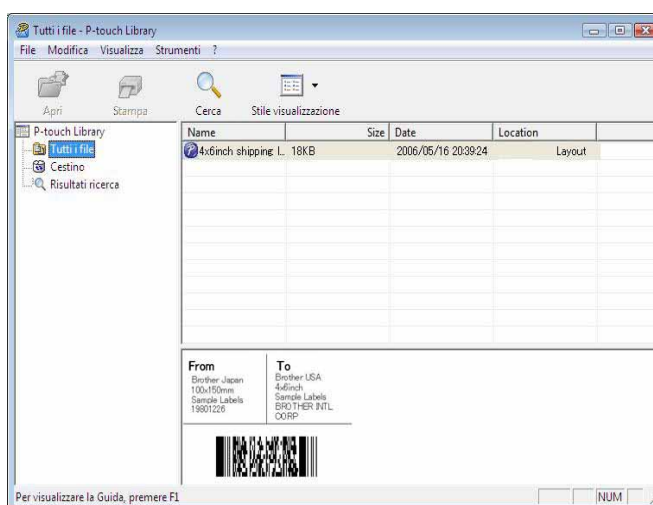 Tutti i file - P-touch Library
File Modifica Visualizza Strumenti ?
Apri Stampa Cerca Stile visualizzazione
P-touch Library
Tutti i file
Cestino
Risultati ricerca
Name Size Date Location
4x6inch shipping l... 18KB 2006/05/16 20:39:24 Layout
From
Brother Japan
100x150mm
Sample Labels
19801226
To
Brother USA
4x6inch
Sample Labels
BROTHER INTL
CORP
Per visualizzare la Guida, premere F1 NUM